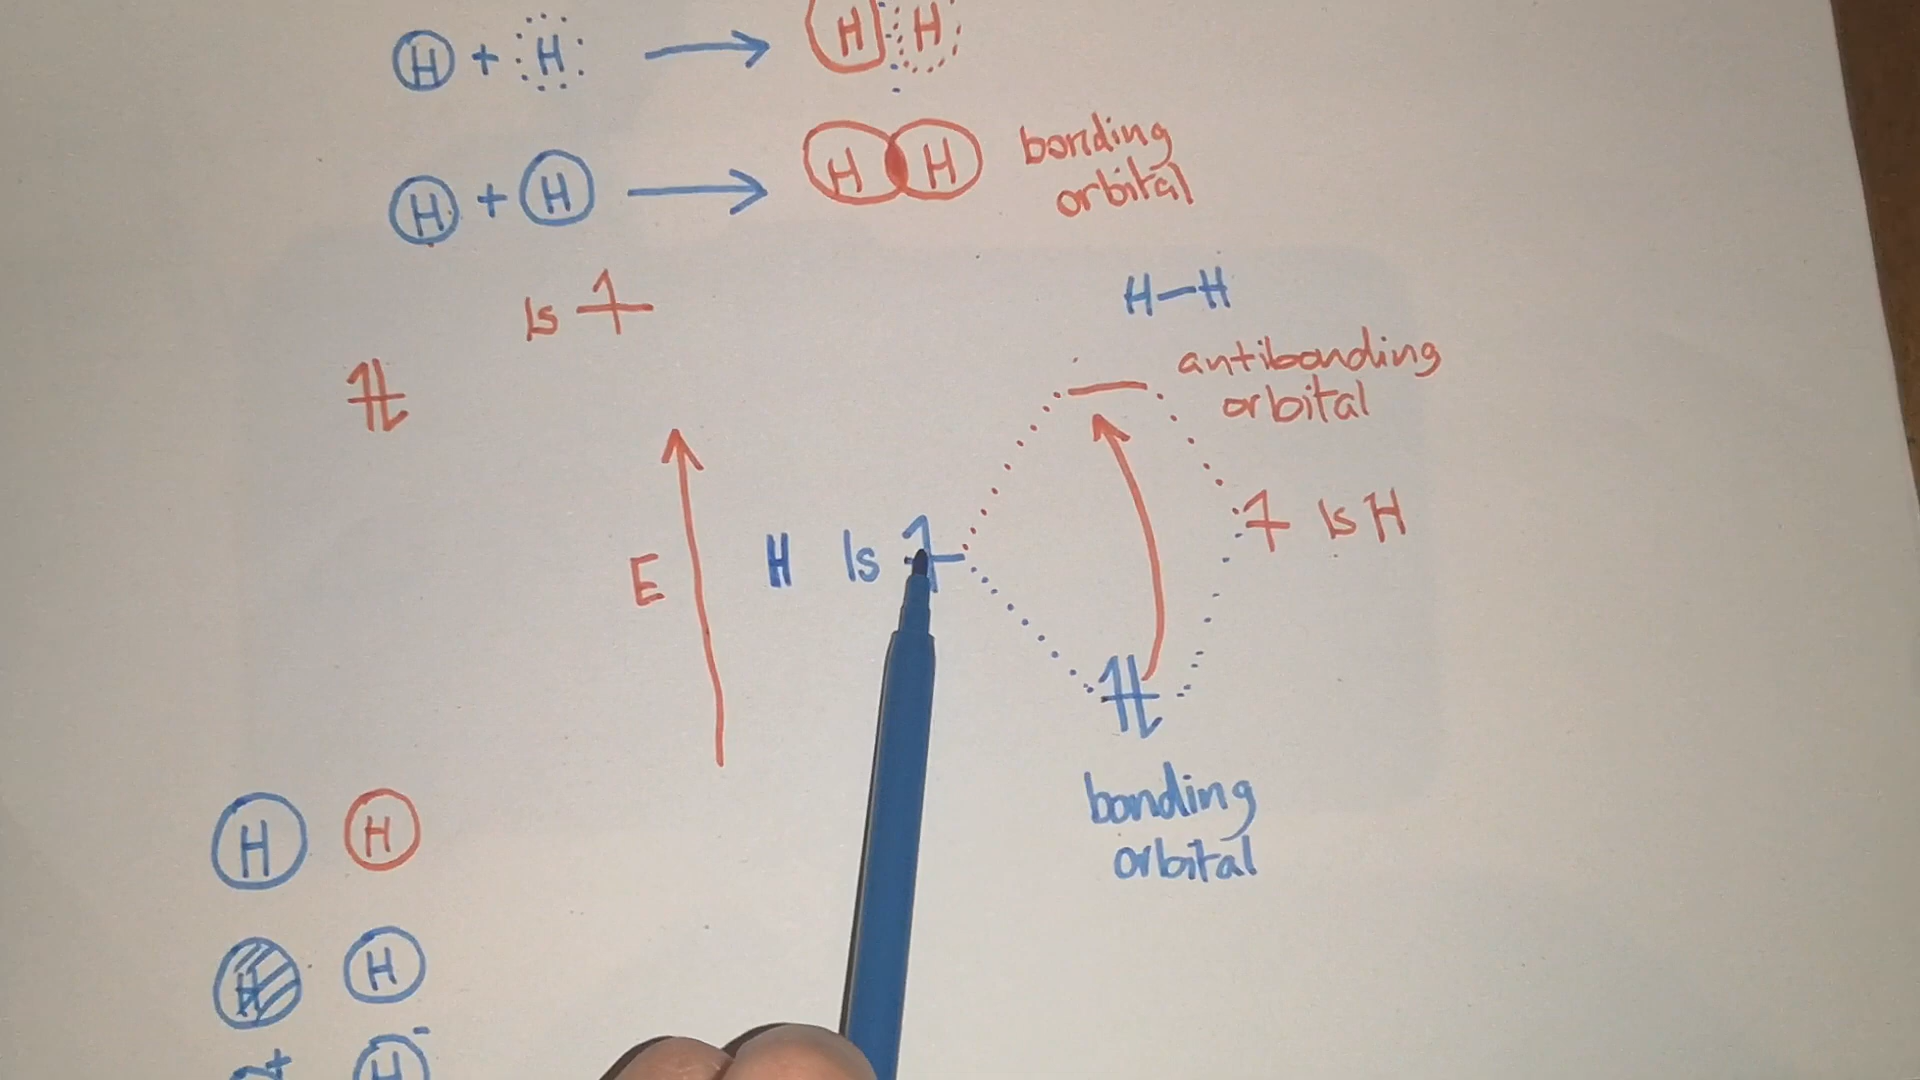 H + H → H H
H + H → H H bonding
orbital
1s ↿
⥮
H—H
antibonding
orbital
E
H 1s ↿
↿ 1s H
⥮
bonding
orbital
H H
H H
+ H⁻